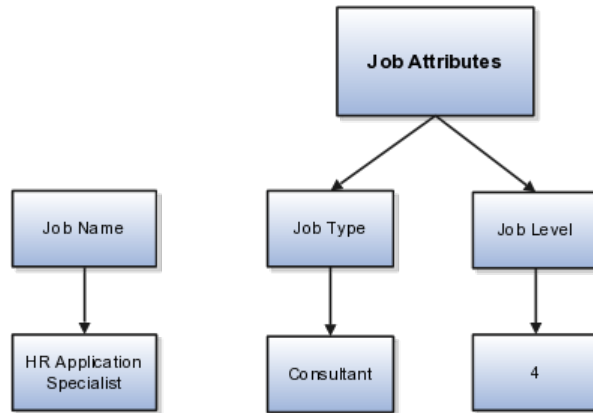 Job Attributes
Job Name
Job Type
Job Level
HR Application
Specialist
Consultant
4